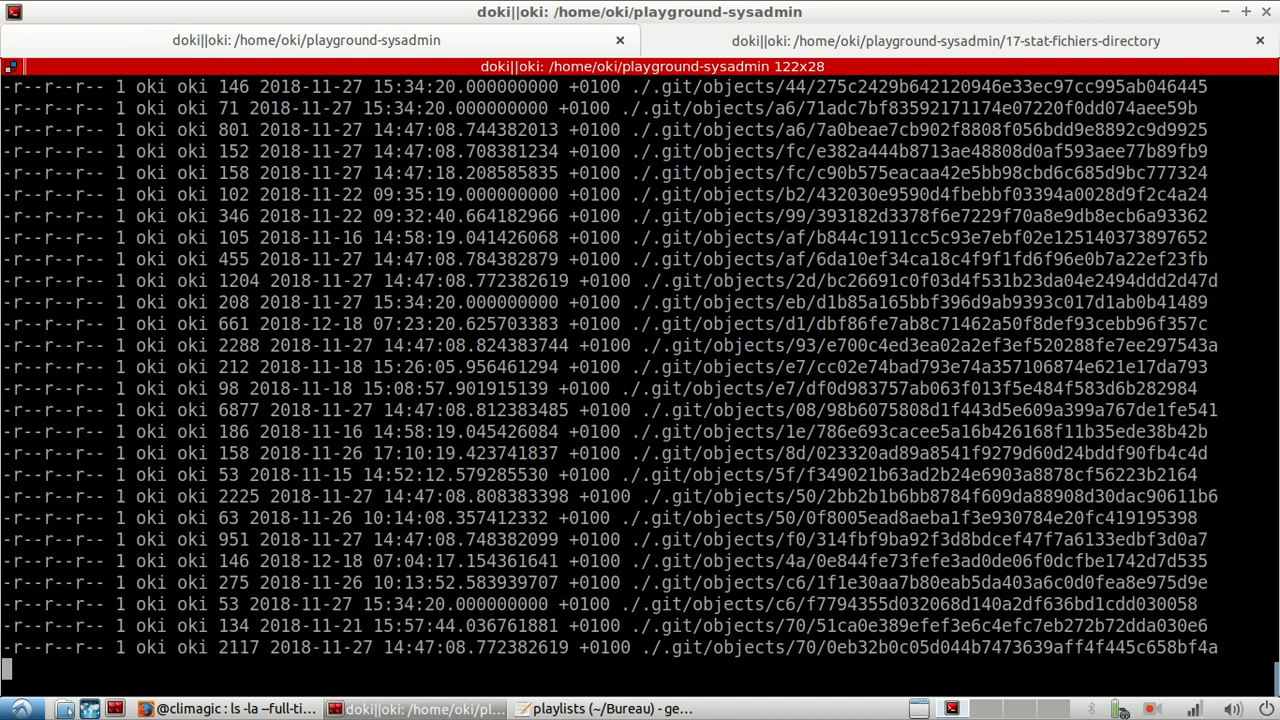 doki||oki: /home/oki/playground-sysadmin
doki||oki: /home/oki/playground-sysadmin
doki||oki: /home/oki/playground-sysadmin/17-stat-fichiers-directory
doki||oki: /home/oki/playground-sysadmin 122x28
-r--r--r-- 1 oki oki 146 2018-11-27 15:34:20.000000000 +0100 ./.git/objects/44/275c2429b642120946e33ec97cc995ab046445
-r--r--r-- 1 oki oki 71 2018-11-27 15:34:20.000000000 +0100 ./.git/objects/a6/71adc7bf83592171174e07220f0dd074aee59b
-r--r--r-- 1 oki oki 801 2018-11-27 14:47:08.744382013 +0100 ./.git/objects/a6/7a0beae7cb902f8808f056bdd9e8892c9d9925
-r--r--r-- 1 oki oki 152 2018-11-27 14:47:08.708381234 +0100 ./.git/objects/fc/e382a444b8713ae48808d0af593aee77b89fb9
-r--r--r-- 1 oki oki 158 2018-11-27 14:47:18.208585835 +0100 ./.git/objects/fc/c90b575eacaa42e5bb98cbd6c685d9bc777324
-r--r--r-- 1 oki oki 102 2018-11-22 09:35:19.000000000 +0100 ./.git/objects/b2/432030e9590d4fbebbf03394a0028d9f2c4a24
-r--r--r-- 1 oki oki 346 2018-11-22 09:32:40.664182966 +0100 ./.git/objects/99/393182d3378f6e7229f70a8e9db8ecb6a93362
-r--r--r-- 1 oki oki 105 2018-11-16 14:58:19.041426068 +0100 ./.git/objects/af/b844c1911cc5c93e7ebf02e125140373897652
-r--r--r-- 1 oki oki 455 2018-11-27 14:47:08.784382879 +0100 ./.git/objects/af/6da10ef34ca18c4f9f1fd6f96e0b7a22ef23fb
-r--r--r-- 1 oki oki 1204 2018-11-27 14:47:08.772382619 +0100 ./.git/objects/2d/bc26691c0f03d4f531b23da04e2494ddd2d47d
-r--r--r-- 1 oki oki 208 2018-11-27 15:34:20.000000000 +0100 ./.git/objects/eb/d1b85a165bbf396d9ab9393c017d1ab0b41489
-r--r--r-- 1 oki oki 661 2018-12-18 07:23:20.625703383 +0100 ./.git/objects/d1/dbf86fe7ab8c71462a50f8def93cebb96f357c
-r--r--r-- 1 oki oki 2288 2018-11-27 14:47:08.824383744 +0100 ./.git/objects/93/e700c4ed3ea02a2ef3ef520288fe7ee297543a
-r--r--r-- 1 oki oki 212 2018-11-18 15:26:05.956461294 +0100 ./.git/objects/e7/cc02e74bad793e74a357106874e621e17da793
-r--r--r-- 1 oki oki 98 2018-11-18 15:08:57.901915139 +0100 ./.git/objects/e7/df0d983757ab063f013f5e484f583d6b282984
-r--r--r-- 1 oki oki 6877 2018-11-27 14:47:08.812383485 +0100 ./.git/objects/08/98b6075808d1f443d5e609a399a767de1fe541
-r--r--r-- 1 oki oki 186 2018-11-16 14:58:19.045426084 +0100 ./.git/objects/1e/786e693cacee5a16b426168f11b35ede38b42b
-r--r--r-- 1 oki oki 158 2018-11-26 17:10:19.423741837 +0100 ./.git/objects/8d/023320ad89a8541f9279d60d24bddf90fb4c4d
-r--r--r-- 1 oki oki 53 2018-11-15 14:52:12.579285530 +0100 ./.git/objects/5f/f349021b63ad2b24e6903a8878cf56223b2164
-r--r--r-- 1 oki oki 2225 2018-11-27 14:47:08.808383398 +0100 ./.git/objects/50/2bb2b1b6bb8784f609da88908d30dac90611b6
-r--r--r-- 1 oki oki 63 2018-11-26 10:14:08.357412332 +0100 ./.git/objects/50/0f8005ead8aeba1f3e930784e20fc419195398
-r--r--r-- 1 oki oki 951 2018-11-27 14:47:08.748382099 +0100 ./.git/objects/f0/314fbf9ba92f3d8bdcef47f7a6133edbf3d0a7
-r--r--r-- 1 oki oki 146 2018-12-18 07:04:17.154361641 +0100 ./.git/objects/4a/0e844fe73fefe3ad0de06f0dcfbe1742d7d535
-r--r--r-- 1 oki oki 275 2018-11-26 10:13:52.583939707 +0100 ./.git/objects/c6/1f1e30aa7b80eab5da403a6c0d0fea8e975d9e
-r--r--r-- 1 oki oki 53 2018-11-27 15:34:20.000000000 +0100 ./.git/objects/c6/f7794355d032068d140a2df636bd1cdd030058
-r--r--r-- 1 oki oki 134 2018-11-21 15:57:44.036761881 +0100 ./.git/objects/70/51ca0e389efef3e6c4efc7eb272b72dda030e6
-r--r--r-- 1 oki oki 2117 2018-11-27 14:47:08.772382619 +0100 ./.git/objects/70/0eb32b0c05d044b7473639aff4f445c658bf4a
@climagic: ls -la –full-ti...
doki||oki: /home/oki/pl...
playlists (~/Bureau) - ge...